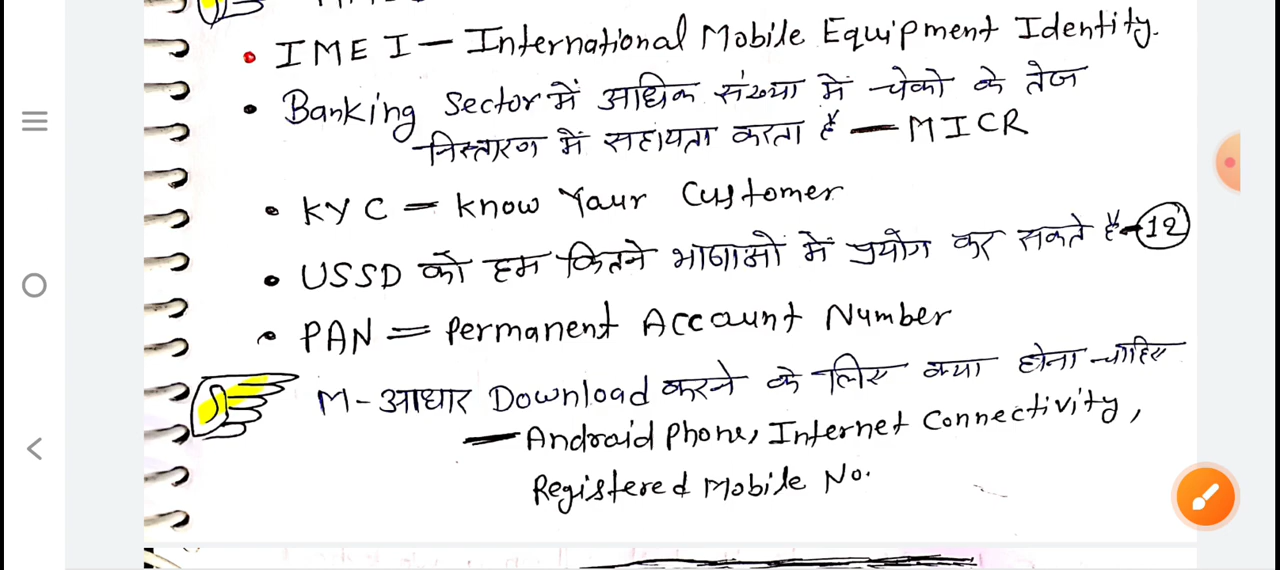 • IMEI — International Mobile Equipment Identity.
• Banking Sector में अधिक संख्या में चेको के तेज
निस्तारण में सहायता करता है — MICR
• KYC = Know Your Customer
• USSD को हम कितने भाषाओं में प्रयोग कर सकते है - 12
• PAN = Permanent Account Number
M-आधार Download करने के लिए क्या होना चाहिए
— Android Phone, Internet Connectivity,
Registered Mobile No.